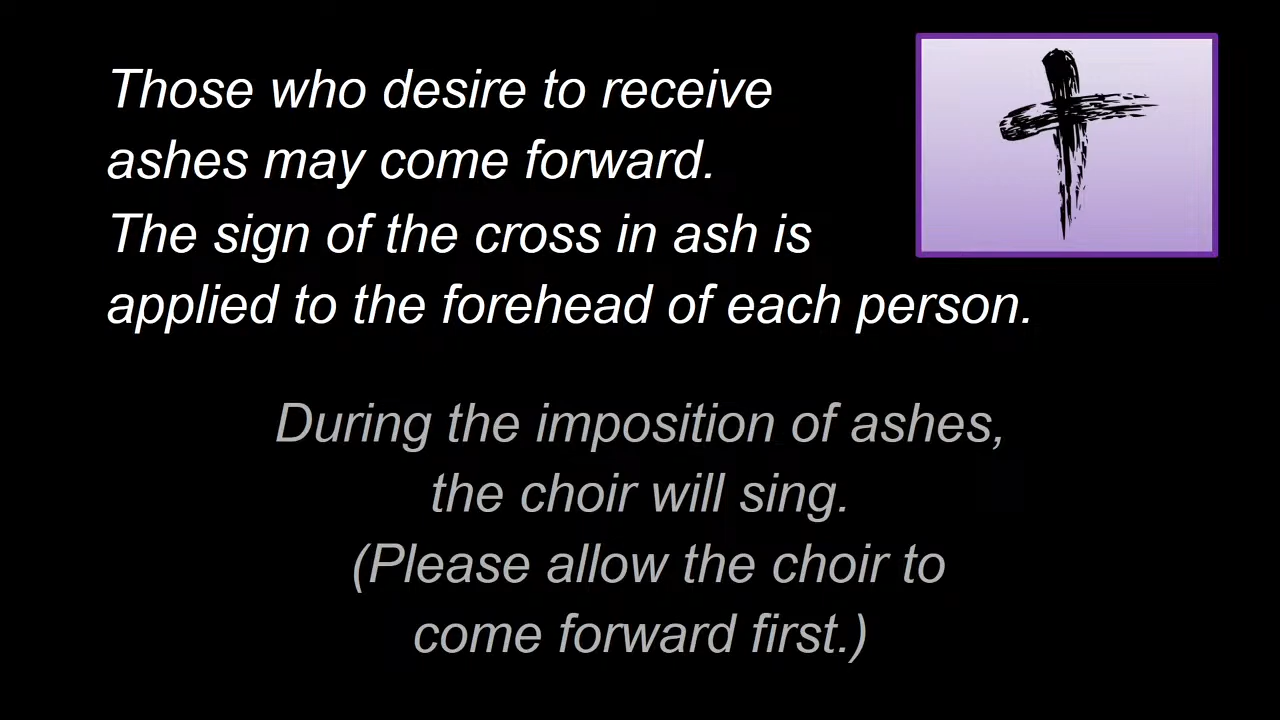 Those who desire to receive
ashes may come forward.
The sign of the cross in ash is
applied to the forehead of each person.
During the imposition of ashes,
the choir will sing.
(Please allow the choir to
come forward first.)